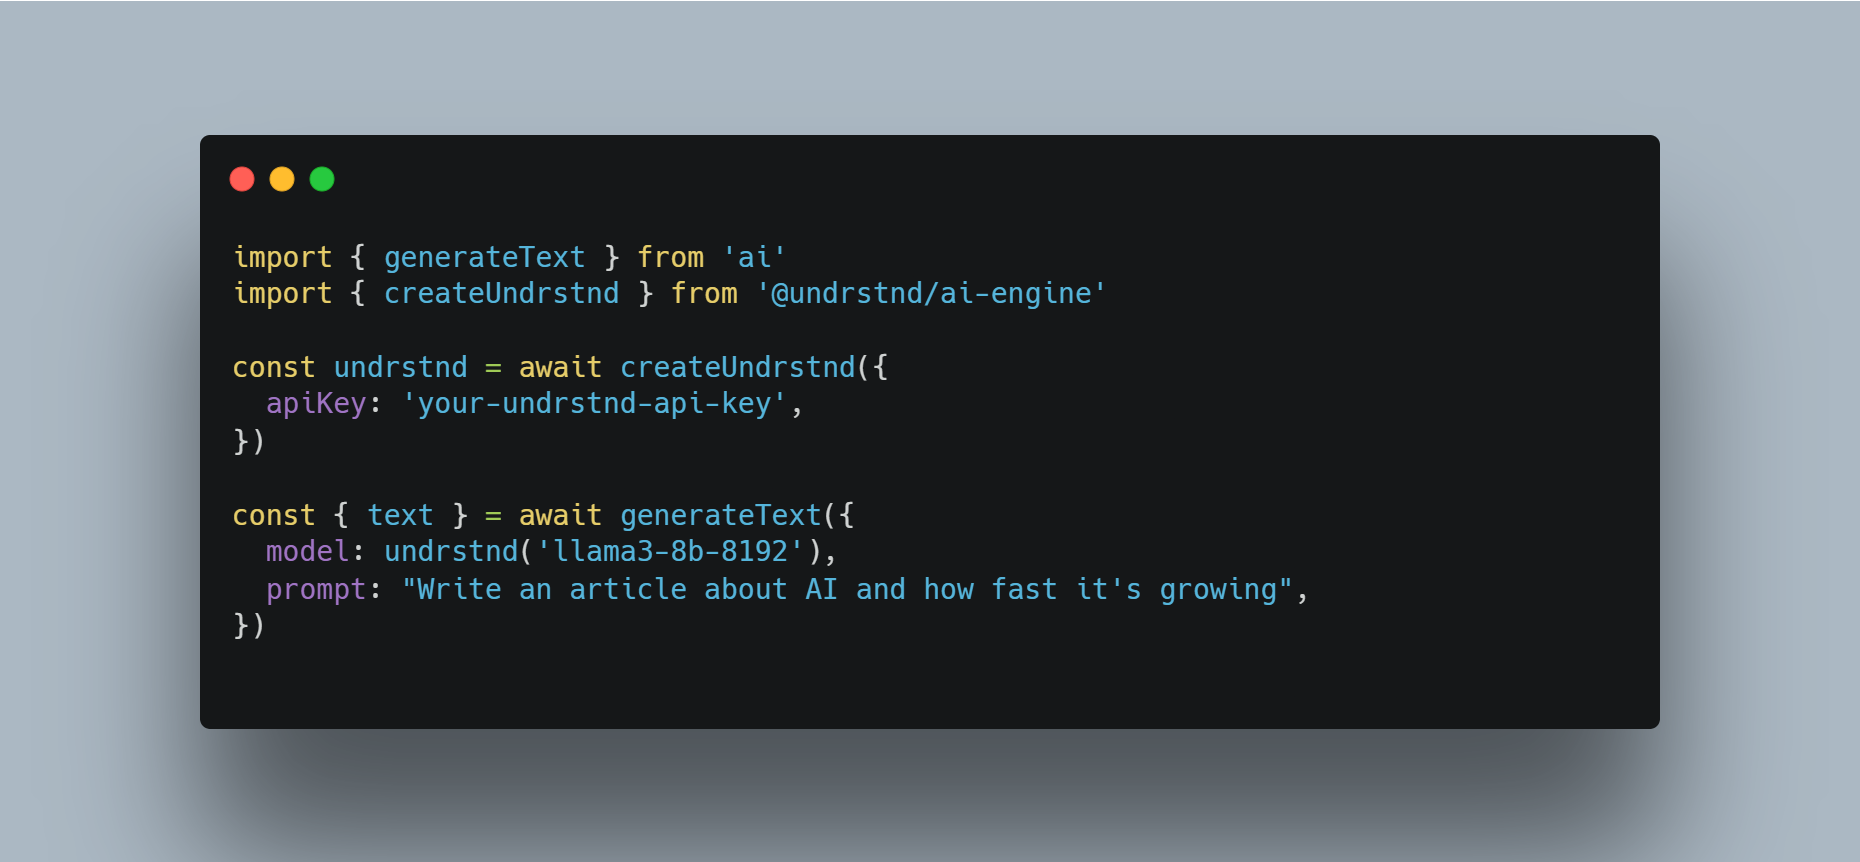 import { generateText } from 'ai'
import { createUndrstnd } from '@undrstnd/ai-engine'

const undrstnd = await createUndrstnd({
  apiKey: 'your-undrstnd-api-key',
})

const { text } = await generateText({
  model: undrstnd('llama3-8b-8192'),
  prompt: "Write an article about AI and how fast it's growing",
})